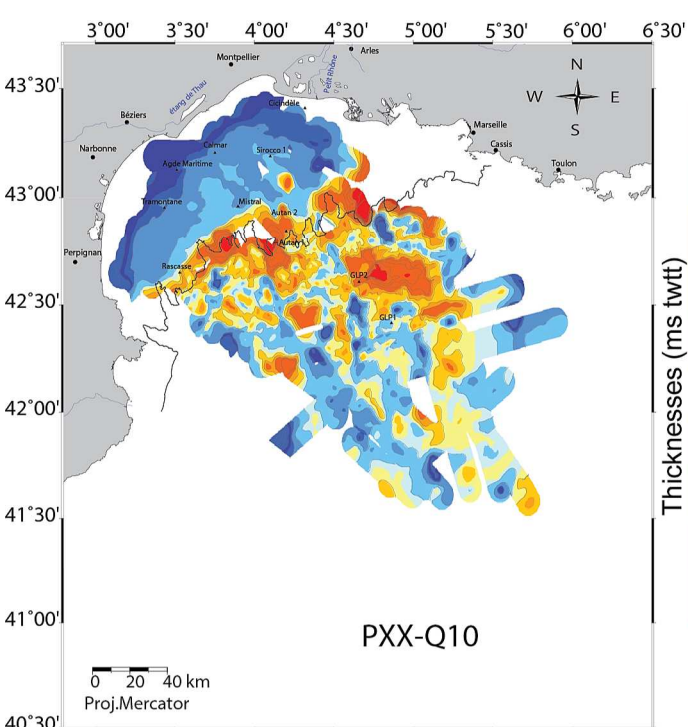 3˚00' 3˚30' 4˚00' 4˚30' 5˚00' 5˚30' 6˚00' 6˚30'
43˚30'
43˚00'
42˚30'
42˚00'
41˚30'
41˚00'
40˚30'
Arles
Montpellier
Petit Rhône
étang de Thau
Cicindèle
Béziers
Narbonne
Calmar
Sirocco 1
Agde Maritime
Marseille
Cassis
Toulon
Tramontane
Mistral
Autan 2
Autan 1
Perpignan
Rascasse
GLP2
GLP1
N
W E
S
Thicknesses (ms twtt)
PXX-Q10
0 20 40 km
Proj.Mercator